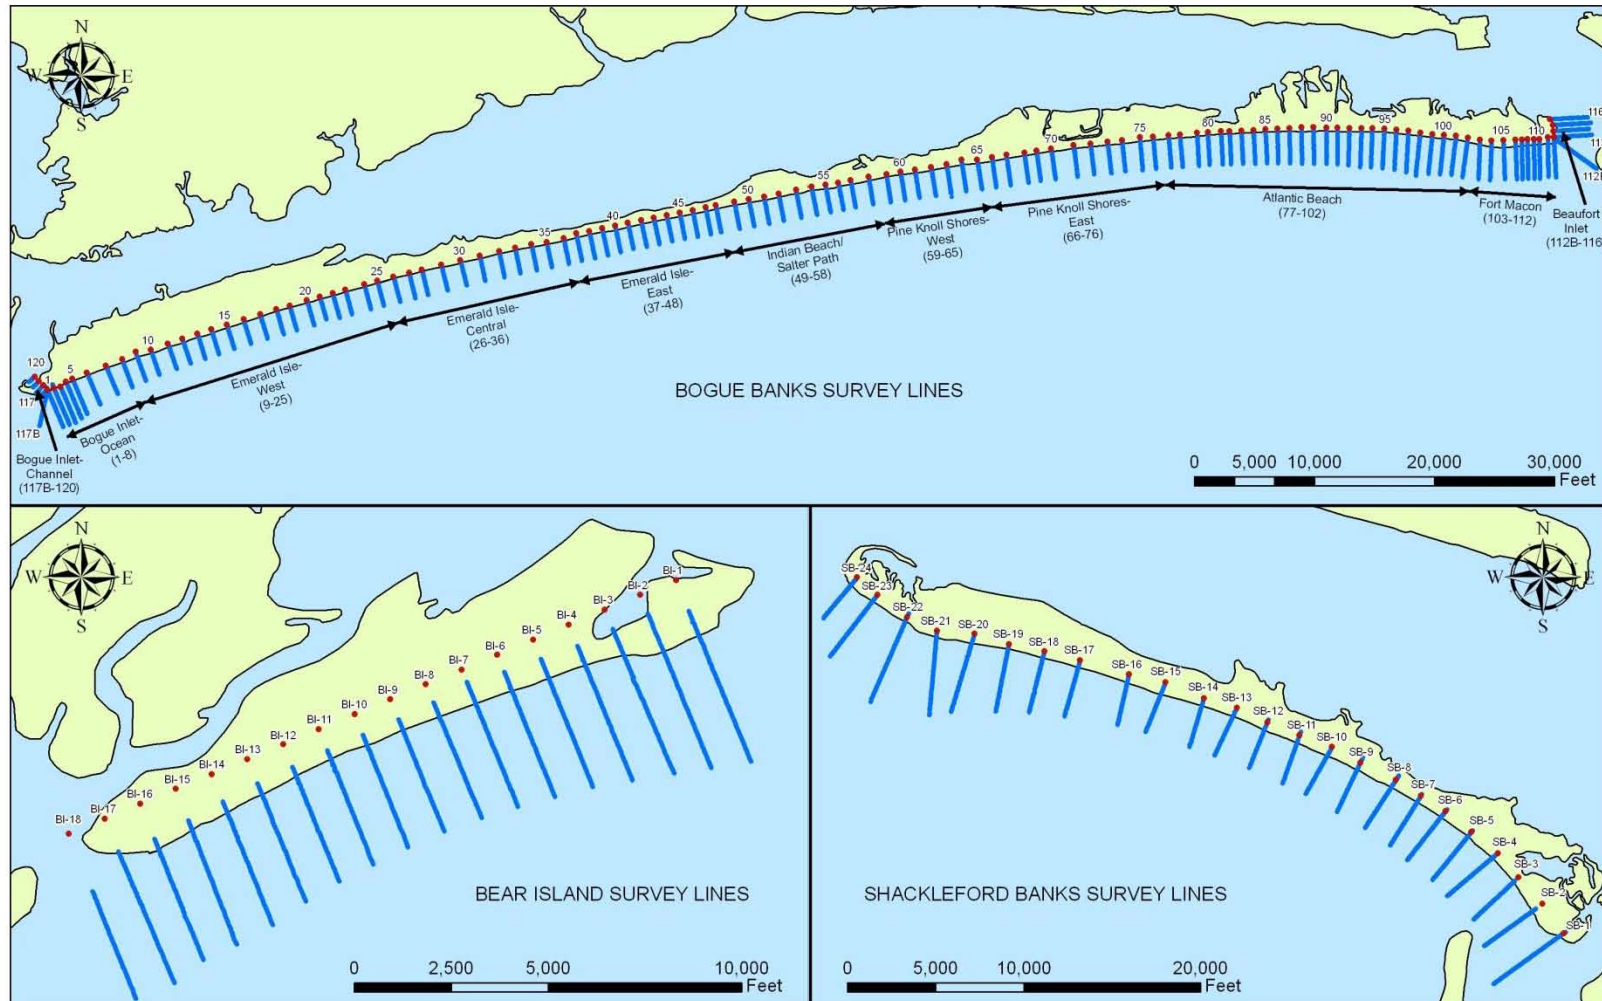 N
W E
S
116
80 85 90 95 100 105 110
75
70
65
60
55
50
45
40
35
30
25
20
15
10
5
1
120
117
117B
Atlantic Beach
(77-102)
Fort Macon
(103-112)
Beaufort
Inlet
(112B-116)
Pine Knoll Shores-
East
(66-76)
Pine Knoll Shores-
West
(59-65)
Indian Beach/
Salter Path
(49-58)
Emerald Isle-
East
(37-48)
Emerald Isle-
Central
(26-36)
Emerald Isle-
West
(9-25)
Bogue Inlet-
Ocean
(1-8)
Bogue Inlet-
Channel
(117B-120)
BOGUE BANKS SURVEY LINES
0 5,000 10,000 20,000 30,000
Feet
N
W E
S
BI-1
BI-2
BI-3
BI-4
BI-5
BI-6
BI-7
BI-8
BI-9
BI-10
BI-11
BI-12
BI-13
BI-14
BI-15
BI-16
BI-17
BI-18
BEAR ISLAND SURVEY LINES
0 2,500 5,000 10,000
Feet
N
W E
S
SB-24
SB-23
SB-22
SB-21
SB-20
SB-19
SB-18
SB-17
SB-16
SB-15
SB-14
SB-13
SB-12
SB-11
SB-10
SB-9
SB-8
SB-7
SB-6
SB-5
SB-4
SB-3
SB-2
SB-1
SHACKLEFORD BANKS SURVEY LINES
0 5,000 10,000 20,000
Feet